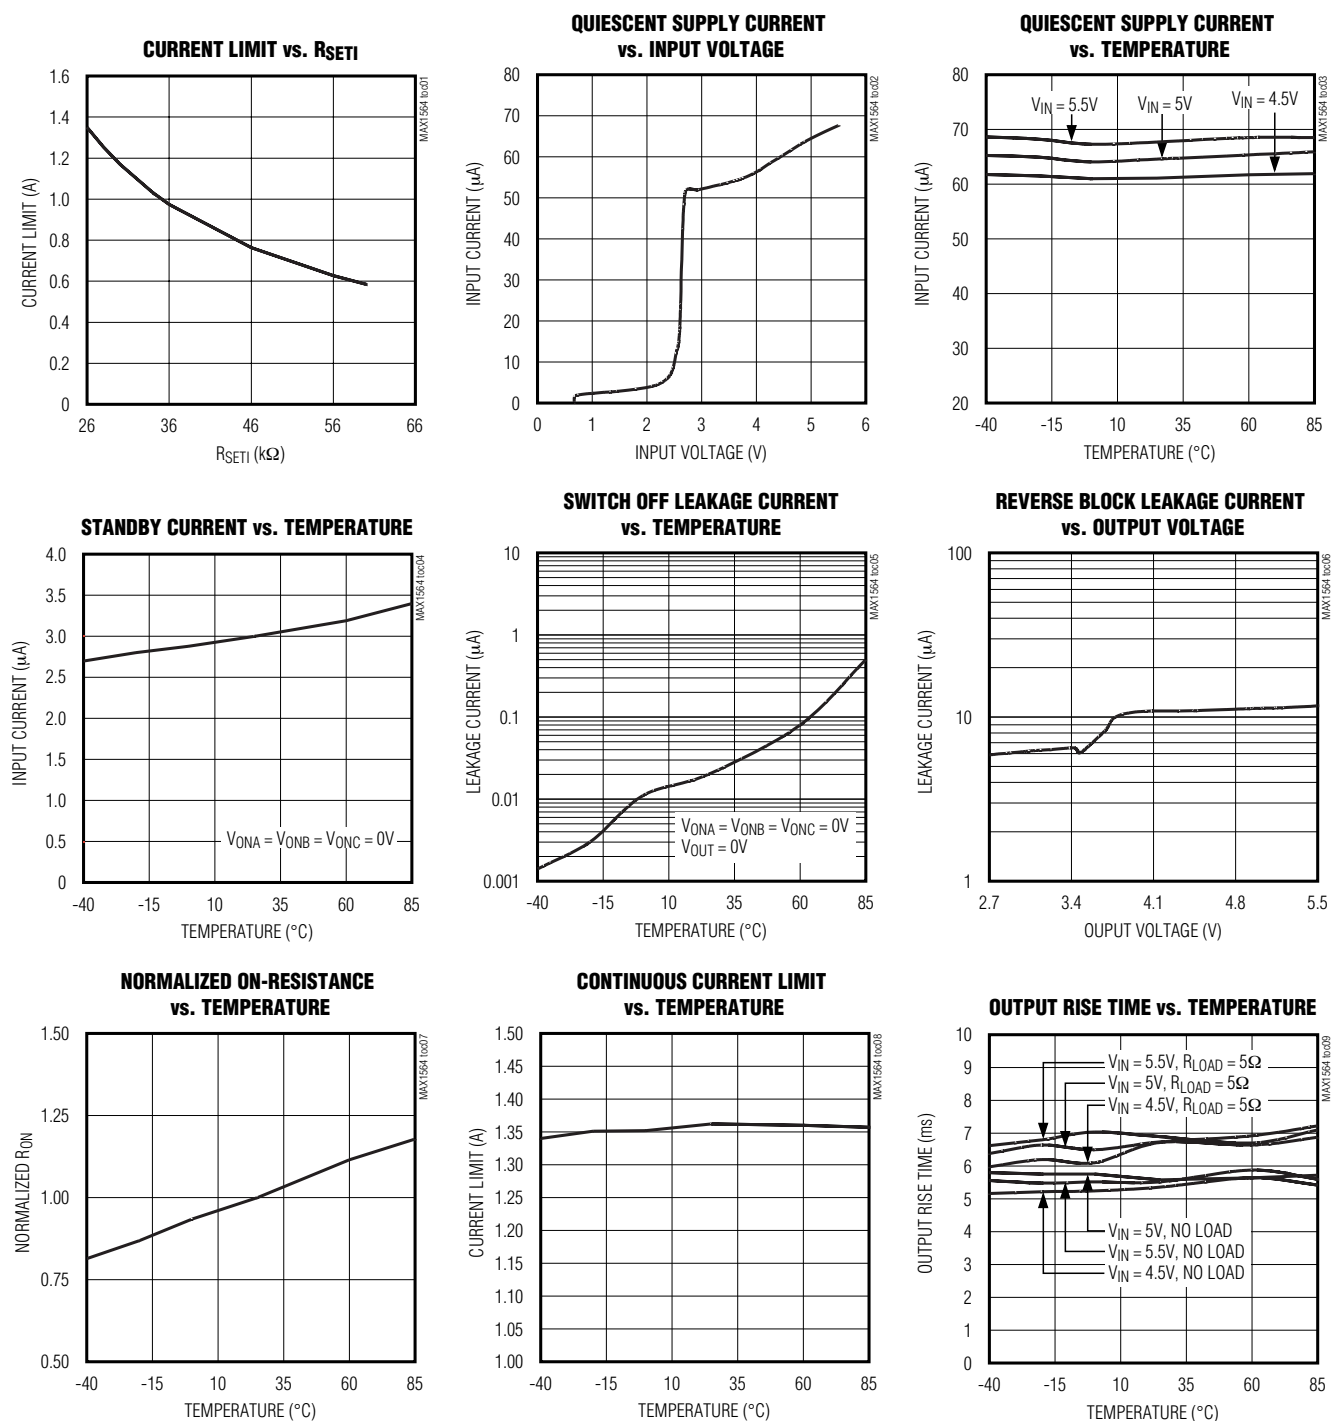 CURRENT LIMIT vs. RSETI
MAX1564 toc01
CURRENT LIMIT (A)
1.6
1.4
1.2
1.0
0.8
0.6
0.4
0.2
0
26 36 46 56 66
RSETI (kΩ)
QUIESCENT SUPPLY CURRENT
vs. INPUT VOLTAGE
MAX1564 toc02
INPUT CURRENT (µA)
80
70
60
50
40
30
20
10
0
0 1 2 3 4 5 6
INPUT VOLTAGE (V)
QUIESCENT SUPPLY CURRENT
vs. TEMPERATURE
MAX1564 toc03
INPUT CURRENT (µA)
80
70
60
50
40
30
20
VIN = 5.5V
VIN = 5V
VIN = 4.5V
-40 -15 10 35 60 85
TEMPERATURE (°C)
STANDBY CURRENT vs. TEMPERATURE
MAX1564 toc04
INPUT CURRENT (µA)
4.0
3.5
3.0
2.5
2.0
1.5
1.0
0.5
0
VONA = VONB = VONC = 0V
-40 -15 10 35 60 85
TEMPERATURE (°C)
SWITCH OFF LEAKAGE CURRENT
vs. TEMPERATURE
MAX1564 toc05
LEAKAGE CURRENT (µA)
10
1
0.1
0.01
0.001
VONA = VONB = VONC = 0V
VOUT = 0V
-40 -15 10 35 60 85
TEMPERATURE (°C)
REVERSE BLOCK LEAKAGE CURRENT
vs. OUTPUT VOLTAGE
MAX1564 toc06
LEAKAGE CURRENT (µA)
100
10
1
2.7 3.4 4.1 4.8 5.5
OUPUT VOLTAGE (V)
NORMALIZED ON-RESISTANCE
vs. TEMPERATURE
MAX1564 toc07
NORMALIZED RON
1.50
1.25
1.00
0.75
0.50
-40 -15 10 35 60 85
TEMPERATURE (°C)
CONTINUOUS CURRENT LIMIT
vs. TEMPERATURE
MAX1564 toc08
CURRENT LIMIT (A)
1.50
1.45
1.40
1.35
1.30
1.25
1.20
1.15
1.10
1.05
1.00
-40 -15 10 35 60 85
TEMPERATURE (°C)
OUTPUT RISE TIME vs. TEMPERATURE
MAX1564 toc09
OUTPUT RISE TIME (ms)
10
9
8
7
6
5
4
3
2
1
0
VIN = 5.5V, RLOAD = 5Ω
VIN = 5V, RLOAD = 5Ω
VIN = 4.5V, RLOAD = 5Ω
VIN = 5V, NO LOAD
VIN = 5.5V, NO LOAD
VIN = 4.5V, NO LOAD
-40 -15 10 35 60 85
TEMPERATURE (°C)